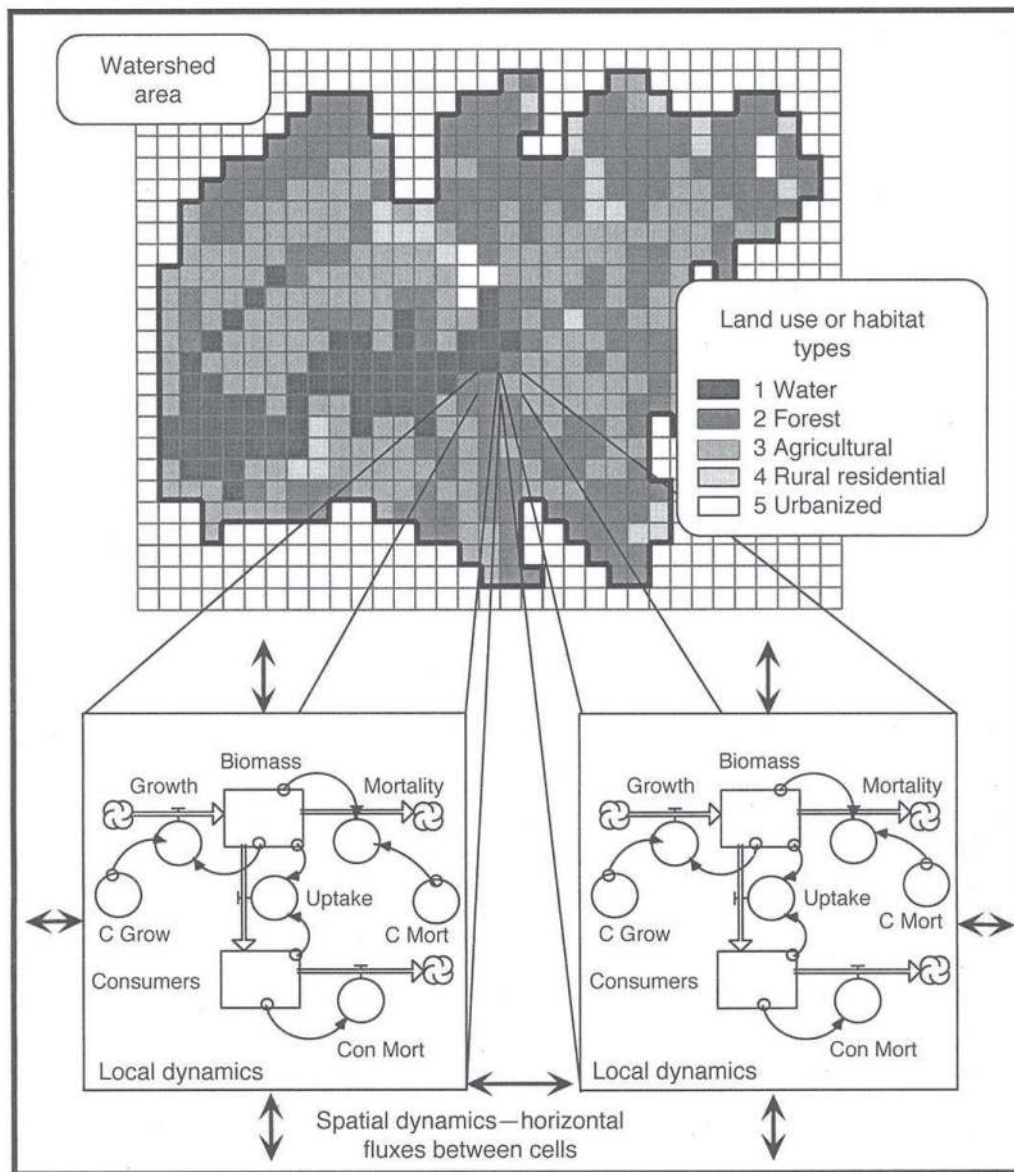 Watershed
area
Land use or habitat
types
1 Water
2 Forest
3 Agricultural
4 Rural residential
5 Urbanized
Biomass
Growth
Mortality
Uptake
C Grow
C Mort
Consumers
Con Mort
Local dynamics
Biomass
Growth
Mortality
Uptake
C Grow
C Mort
Consumers
Con Mort
Local dynamics
Spatial dynamics—horizontal
fluxes between cells